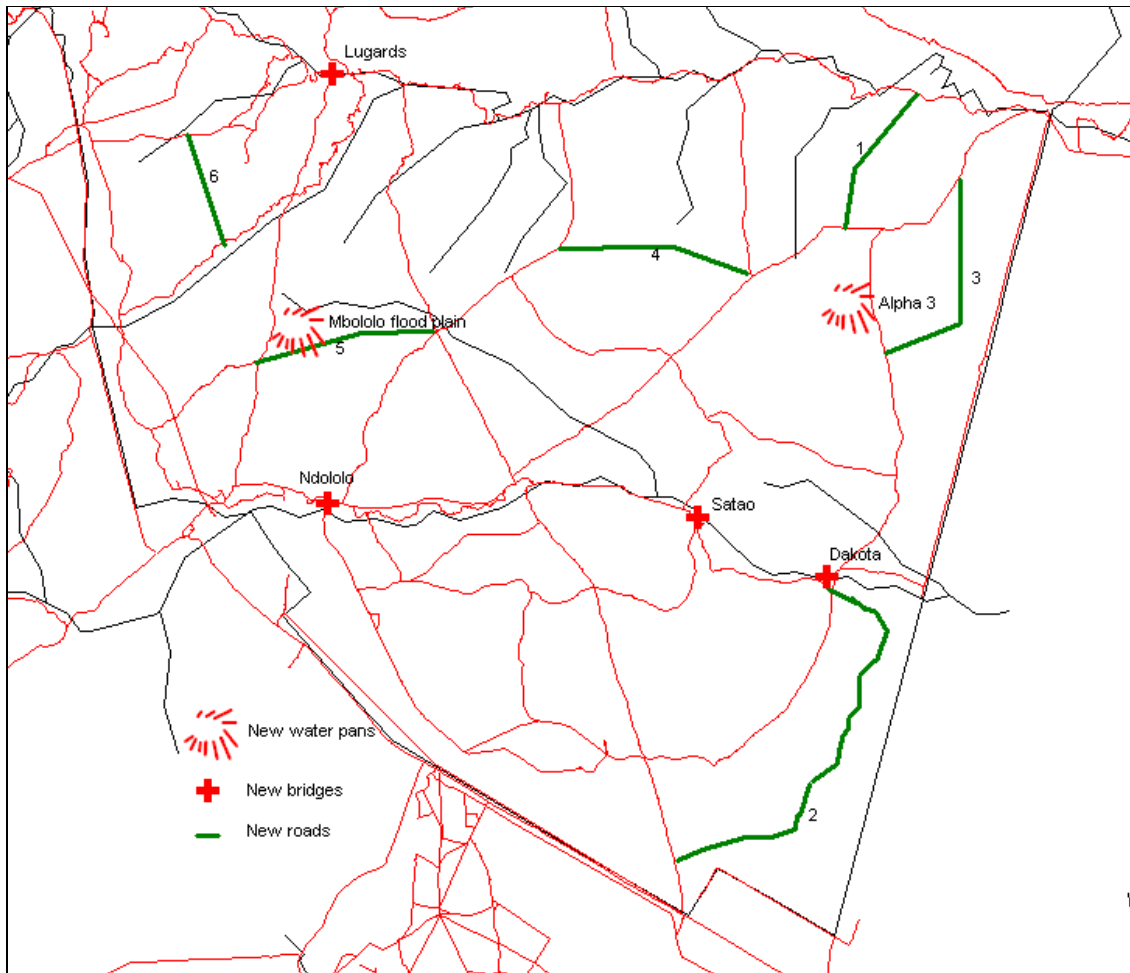 Lugards
1
6
4
3
Alpha 3
Mbololo flood plain
5
Ndololo
Satao
Dakota
New water pans
New bridges
2
New roads